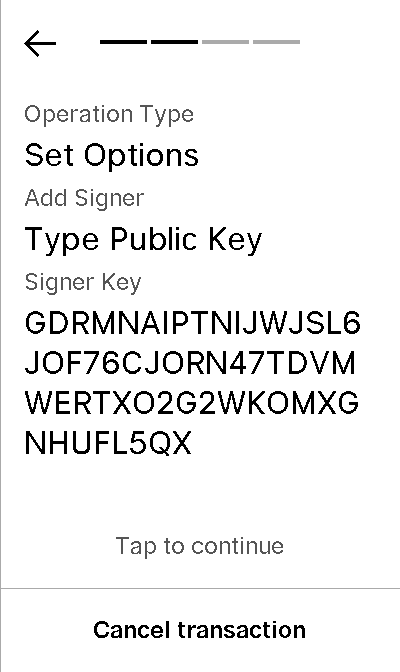 Operation Type
Set Options
Add Signer
Type Public Key
Signer Key
GDRMNAIPTNIJWJSL6
JOF76CJORN47TDVM
WERTXO2G2WKOMXG
NHUFL5QX
Tap to continue
Cancel transaction